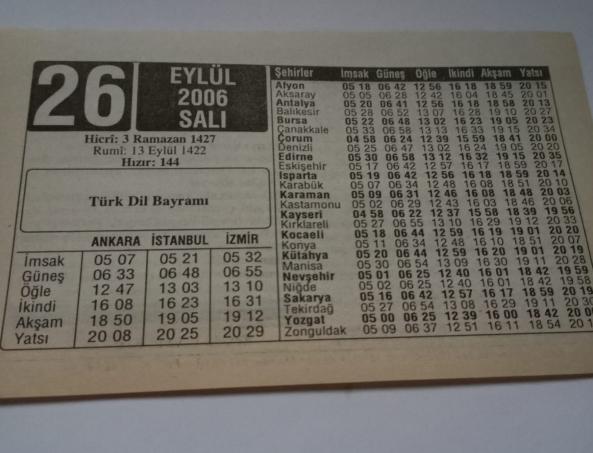 26
EYLÜL
2006
SALI
Hicrî: 3 Ramazan 1427
Rumî: 13 Eylül 1422
Hızır: 144
Türk Dil Bayramı
ANKARA İSTANBUL İZMİR
İmsak 05 07 05 21 05 32
Güneş 06 33 06 48 06 55
Öğle 12 47 13 03 13 10
İkindi 16 08 16 23 16 31
Akşam 18 50 19 05 19 12
Yatsı 20 08 20 25 20 29
Şehirler İmsak Güneş Öğle İkindi Akşam Yatsı
Afyon 05 18 06 42 12 56 16 18 18 59 20 15
Aksaray 05 05 06 28 12 42 16 04 18 45 20 01
Antalya 05 20 06 41 12 56 16 18 18 58 20 13
Balıkesir 05 28 06 52 13 07 16 28 19 10 20 27
Bursa 05 22 06 48 13 02 16 23 19 05 20 23
Çanakkale 05 33 06 58 13 13 16 33 19 15 20 34
Çorum 04 58 06 24 12 39 15 59 18 41 20 00
Denizli 05 25 06 47 13 02 16 24 19 05 20 20
Edirne 05 30 06 58 13 12 16 32 19 15 20 35
Eskişehir 05 17 06 42 12 57 16 17 18 59 20 17
Isparta 05 19 06 42 12 56 16 18 18 59 20 14
Karabük 05 07 06 34 12 48 16 08 18 51 20 10
Karaman 05 09 06 31 12 46 16 08 18 48 20 03
Kastamonu 05 02 06 29 12 43 16 03 18 46 20 06
Kayseri 04 58 06 22 12 37 15 58 18 39 19 56
Kırklareli 05 27 06 55 13 10 16 29 19 12 20 33
Kocaeli 05 18 06 44 12 59 16 19 19 01 20 20
Konya 05 11 06 34 12 48 16 10 18 51 20 07
Kütahya 05 20 06 44 12 59 16 20 19 01 20 19
Manisa 05 30 06 54 13 09 16 30 19 11 20 28
Nevşehir 05 01 06 25 12 40 16 01 18 42 19 59
Niğde 05 02 06 25 12 40 16 01 18 42 19 58
Sakarya 05 16 06 42 12 57 16 17 18 59 20 19
Tekirdağ 05 27 06 54 13 08 16 29 19 11 20 30
Yozgat 05 00 06 25 12 39 16 00 18 42 20
Zonguldak 05 09 06 37 12 51 16 11 18 54 20